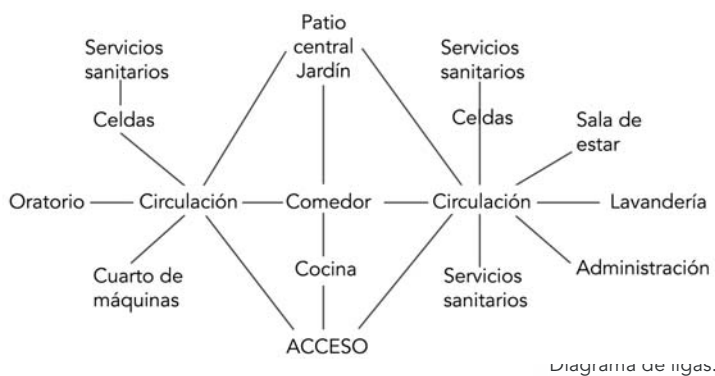 Patio
central
Jardín
Servicios
sanitarios
Servicios
sanitarios
Celdas
Celdas
Sala de
estar
Oratorio
Circulación
Comedor
Circulación
Lavandería
Cuarto de
máquinas
Cocina
Servicios
sanitarios
Administración
ACCESO
Diagrama de ligas.